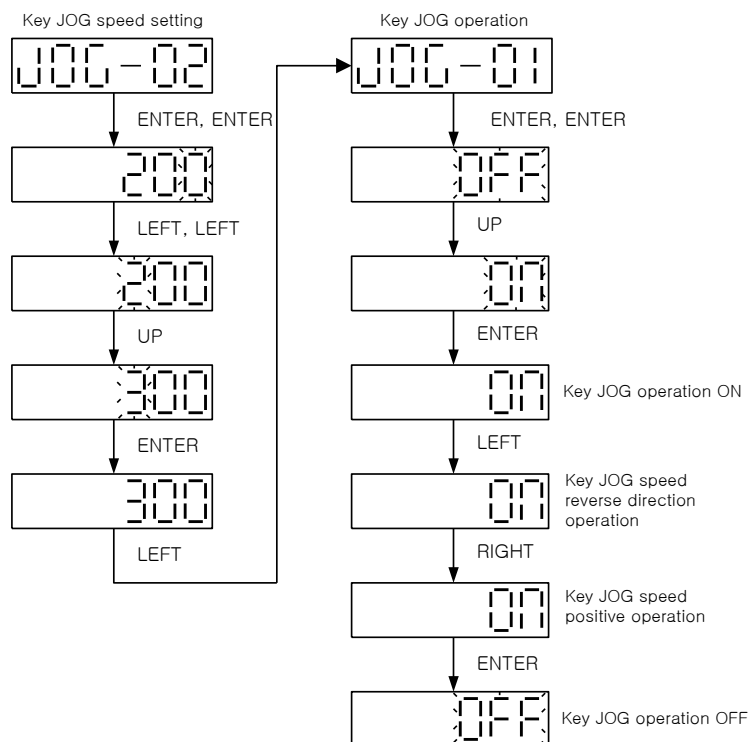 Key JOG speed setting
JOG-02
ENTER, ENTER
200
LEFT, LEFT
200
UP
300
ENTER
300
LEFT
Key JOG operation
JOG-01
ENTER, ENTER
OFF
UP
ON
ENTER
ON
Key JOG operation ON
LEFT
ON
Key JOG speed
reverse direction
operation
RIGHT
ON
Key JOG speed
positive operation
ENTER
OFF
Key JOG operation OFF